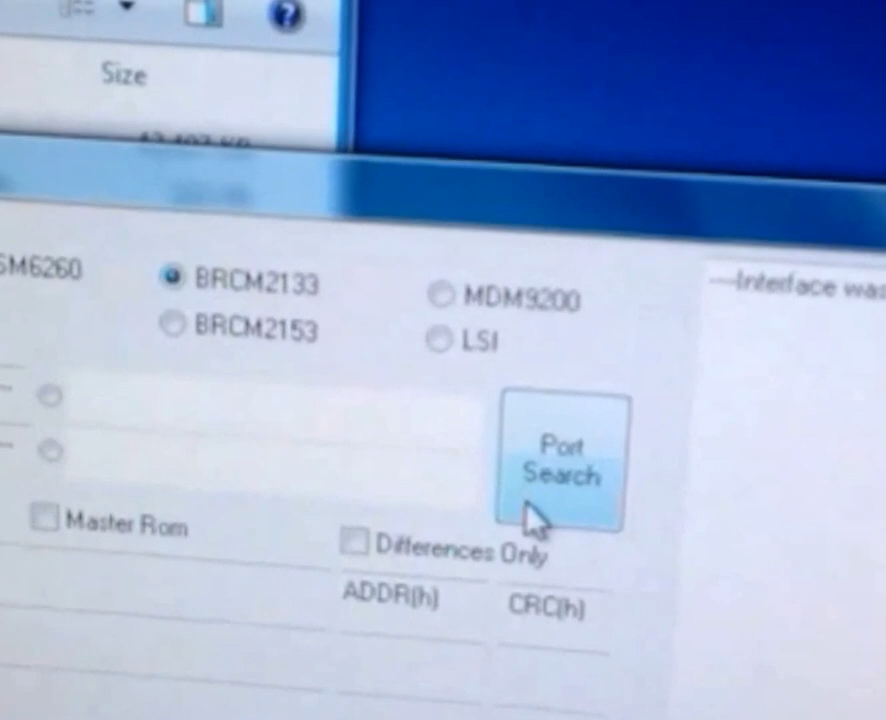 Size
SM6260
BRCM2133
MDM9200
BRCM2153
LSI
---Interface was
Port
Search
Master Rom
Differences Only
ADDR(h)
CRC(h)